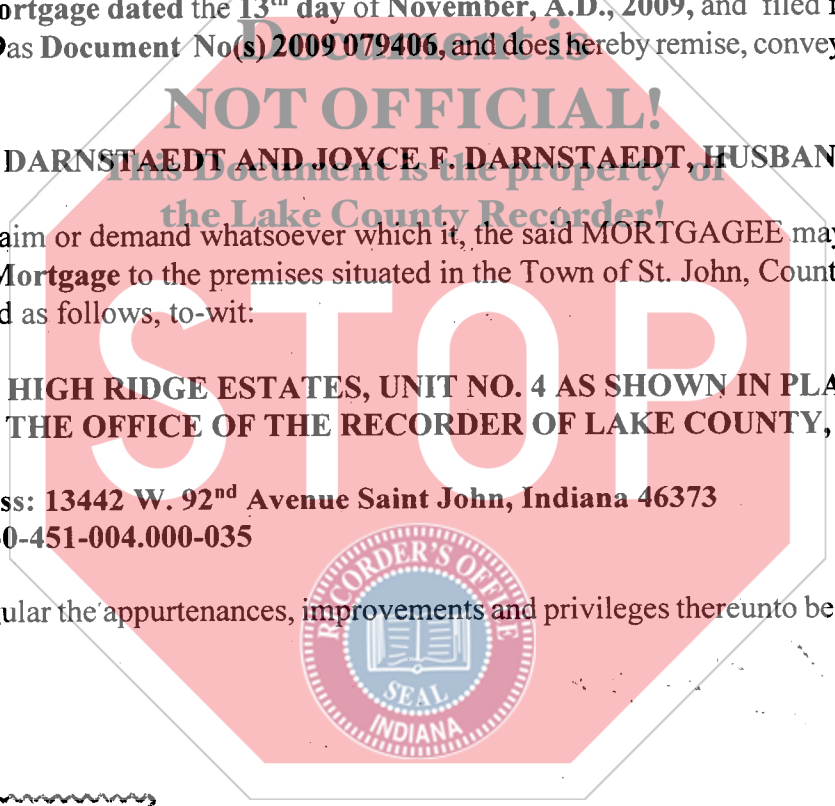 ortgage dated the 13th day of November, A.D., 2009, and filed
as Document No(s) 2009 079406, and does hereby remise, convey
Document is
NOT OFFICIAL!
DARNSTAEDT AND JOYCE F. DARNSTAEDT, HUSBAN
This Document is the property of
the Lake County Recorder!
aim or demand whatsoever which it, the said MORTGAGEE may
Mortgage to the premises situated in the Town of St. John, Count
d as follows, to-wit:
STOP
HIGH RIDGE ESTATES, UNIT NO. 4 AS SHOWN IN PLA
THE OFFICE OF THE RECORDER OF LAKE COUNTY,
ss: 13442 W. 92nd Avenue Saint John, Indiana 46373
0-451-004.000-035
RECORDER'S OFFICE
gular the appurtenances, improvements and privileges thereunto be
SEAL
INDIANA